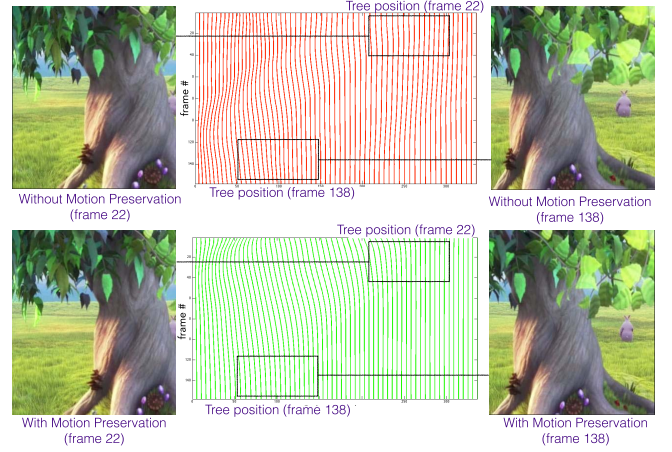 Tree position (frame 22)
frame #
Tree position (frame 138)
Without Motion Preservation
(frame 22)
Without Motion Preservation
(frame 138)
Tree position (frame 22)
frame #
Tree position (frame 138)
With Motion Preservation
(frame 22)
With Motion Preservation
(frame 138)